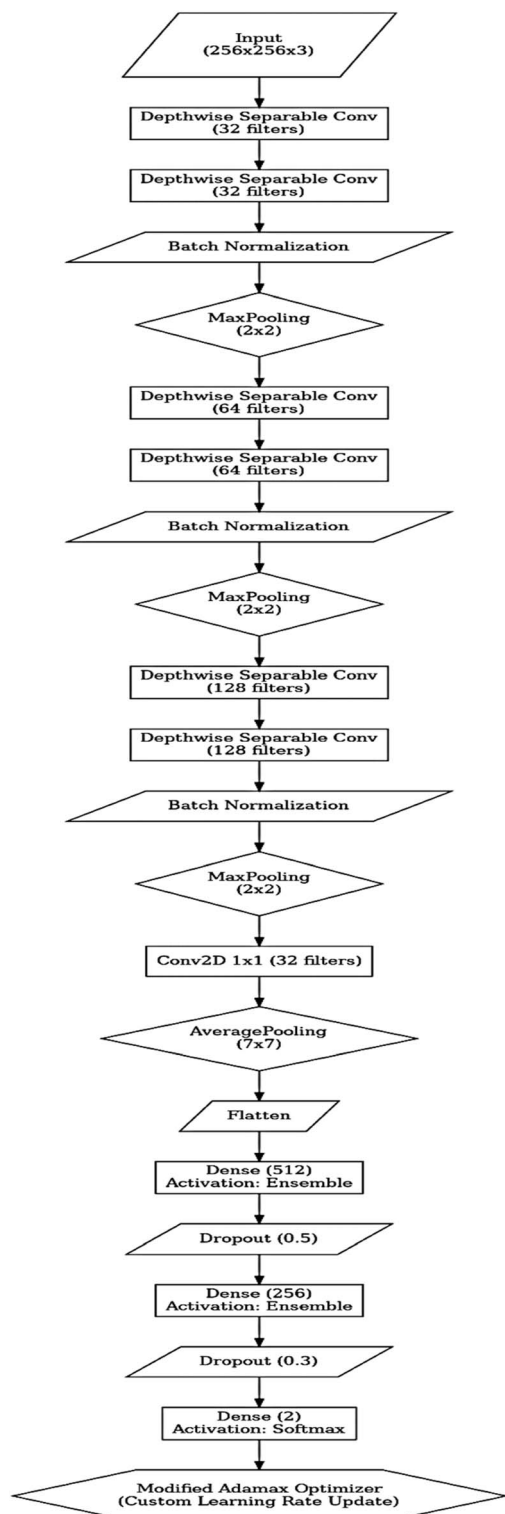 Input
(256x256x3)
Depthwise Separable Conv
(32 filters)
Depthwise Separable Conv
(32 filters)
Batch Normalization
MaxPooling
(2x2)
Depthwise Separable Conv
(64 filters)
Depthwise Separable Conv
(64 filters)
Batch Normalization
MaxPooling
(2x2)
Depthwise Separable Conv
(128 filters)
Depthwise Separable Conv
(128 filters)
Batch Normalization
MaxPooling
(2x2)
Conv2D 1x1 (32 filters)
AveragePooling
(7x7)
Flatten
Dense (512)
Activation: Ensemble
Dropout (0.5)
Dense (256)
Activation: Ensemble
Dropout (0.3)
Dense (2)
Activation: Softmax
Modified Adamax Optimizer
(Custom Learning Rate Update)